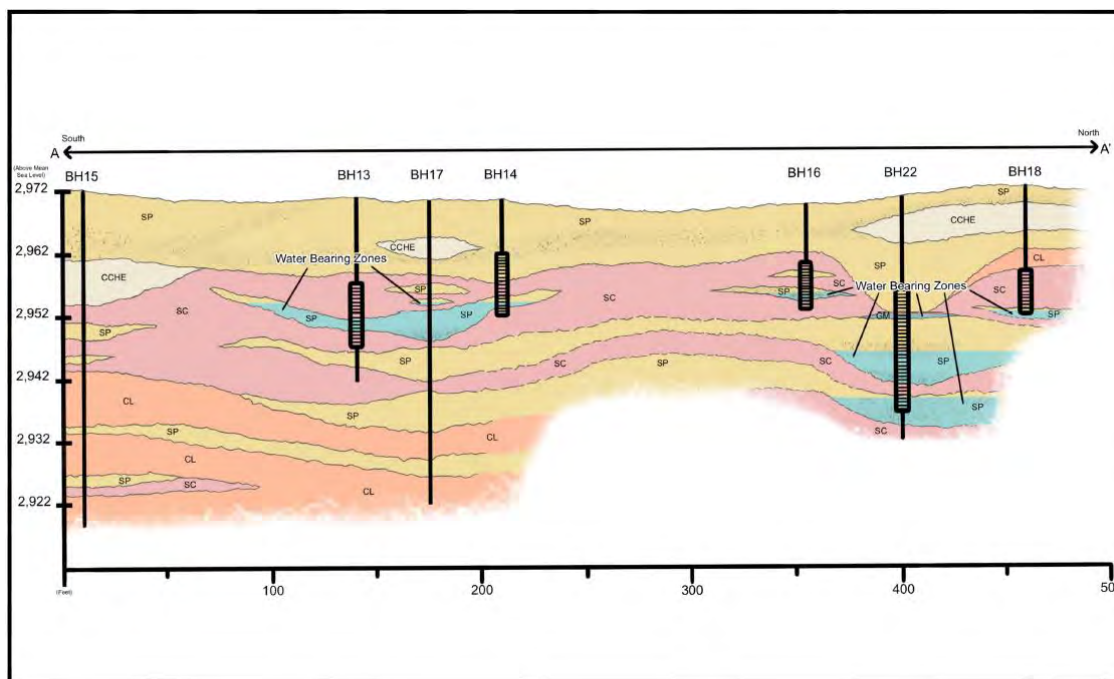 South
North
A
A'
(Above Mean
Sea Level)
BH15
BH13
BH17
BH14
BH16
BH22
BH18
2,972
2,962
2,952
2,942
2,932
2,922
SP
SP
SP
CCHE
CCHE
CCHE
Water Bearing Zones
SP
CL
SC
SC
SC
SC
SP
SP
SP
Water Bearing Zones
SP
SP
SP
SP
GM
SP
SP
SC
SC
SP
SP
CL
SP
SP
CL
CL
SP
SC
CL
SP
SC
100
200
300
400
50
(Feet)